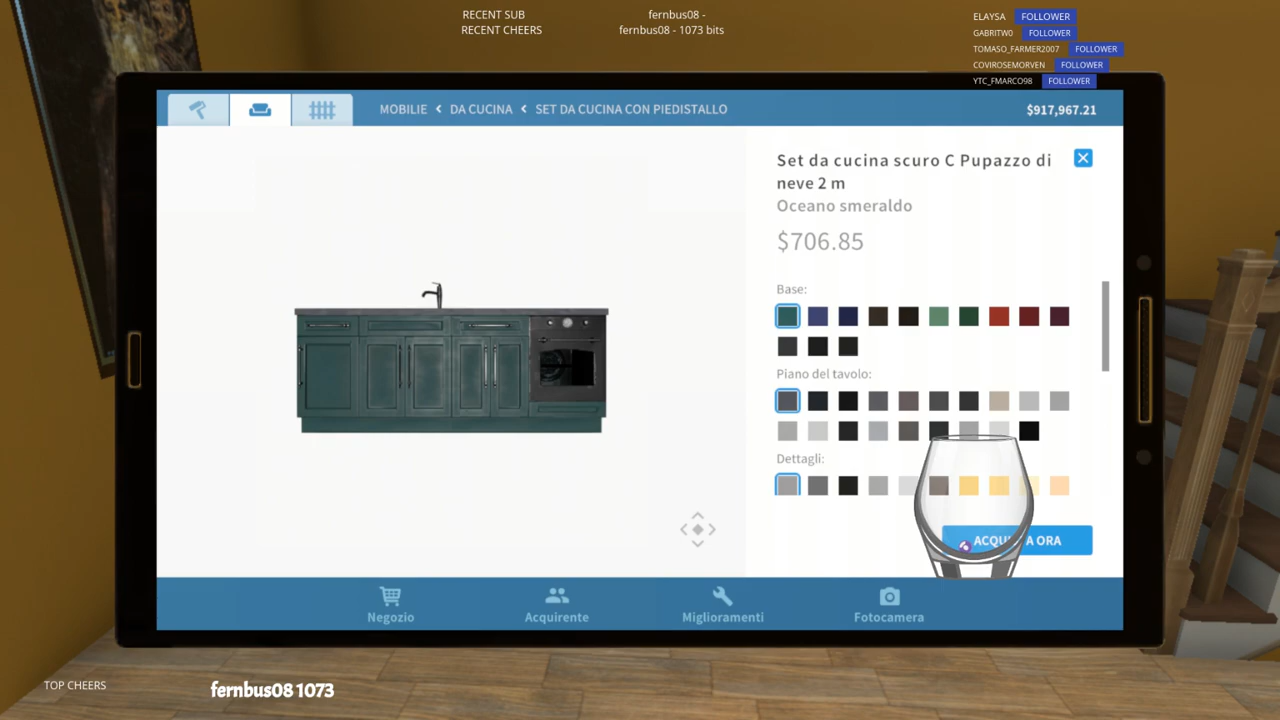 RECENT SUB
fernbus08 -
RECENT CHEERS
fernbus08 - 1073 bits
ELAYSA FOLLOWER
GABRITW0 FOLLOWER
TOMASO_FARMER2007 FOLLOWER
COVIROSEMORVEN FOLLOWER
YTC_FMARCO98 FOLLOWER
MOBILIE < DA CUCINA < SET DA CUCINA CON PIEDISTALLO
$917,967.21
Set da cucina scuro C Pupazzo di
neve 2 m
Oceano smeraldo
$706.85
Base:
Piano del tavolo:
Dettagli:
ORA
Negozio
Acquirente
Miglioramenti
Fotocamera
TOP CHEERS
fernbus08 1073